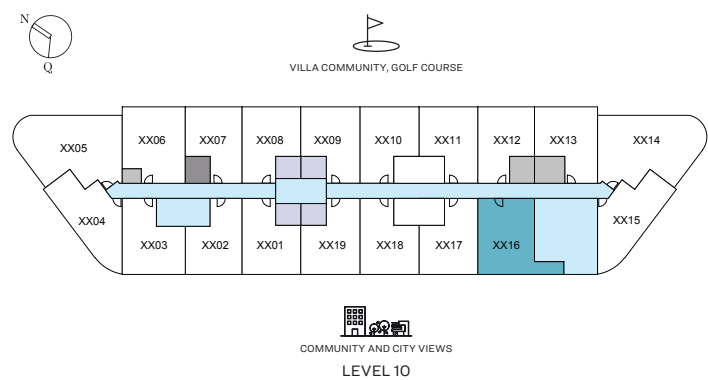 N
Q
VILLA COMMUNITY, GOLF COURSE
XX05
XX06
XX07
XX08
XX09
XX10
XX11
XX12
XX13
XX14
XX04
XX03
XX02
XX01
XX19
XX18
XX17
XX16
XX15
COMMUNITY AND CITY VIEWS
LEVEL 10